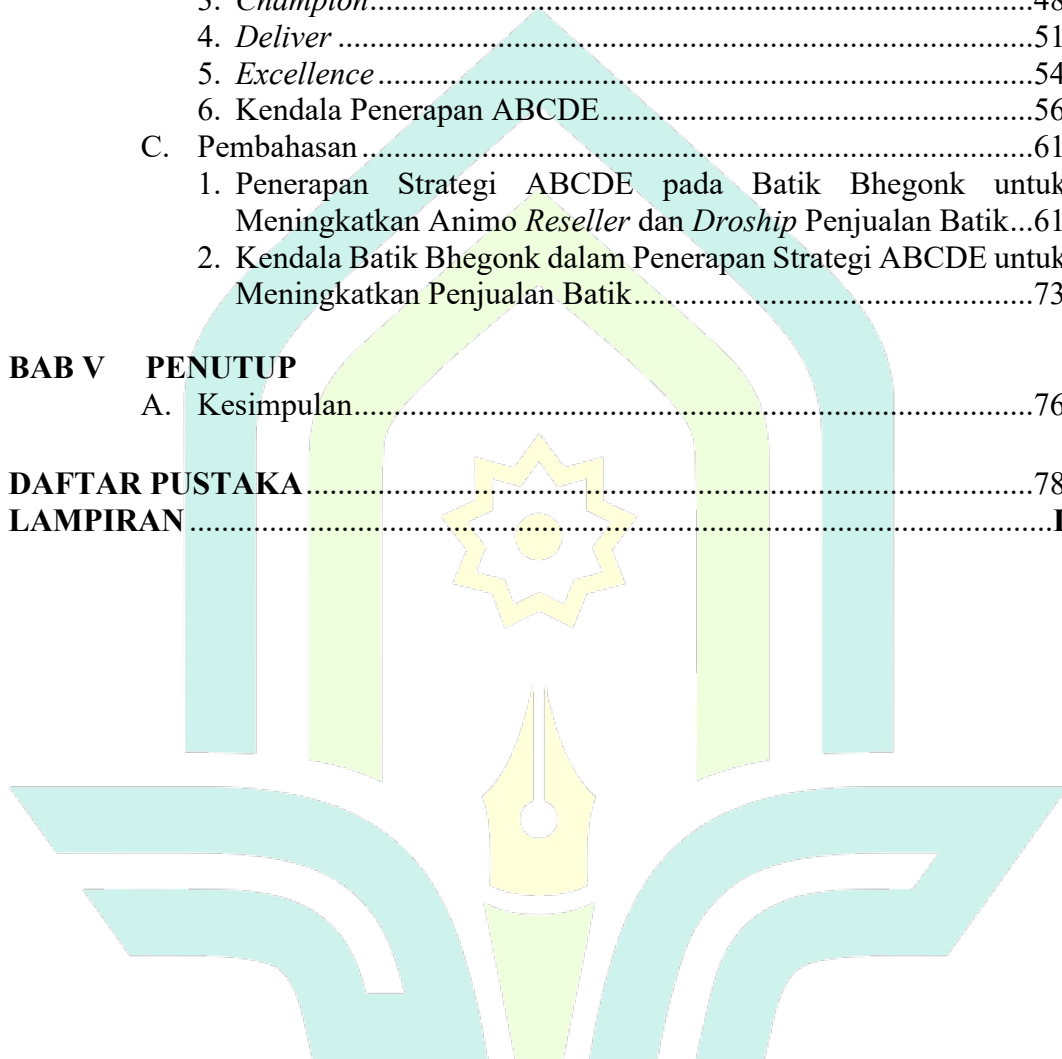 3. Champion....................................................................................48
4. Deliver ........................................................................................51
5. Excellence...................................................................................54
6. Kendala Penerapan ABCDE.......................................................56
C. Pembahasan .....................................................................................61
1. Penerapan Strategi ABCDE pada Batik Bhegonk untuk
Meningkatkan Animo Reseller dan Droship Penjualan Batik...61
2. Kendala Batik Bhegonk dalam Penerapan Strategi ABCDE untuk
Meningkatkan Penjualan Batik...................................................73
BAB V PENUTUP
A. Kesimpulan......................................................................................76
DAFTAR PUSTAKA..............................................................................................78
LAMPIRAN ..............................................................................................................I